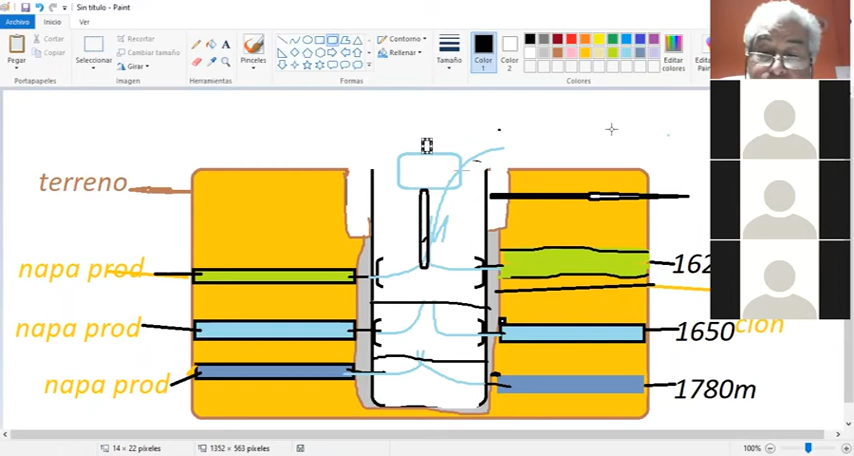 Sin título - Paint
Archivo Inicio Ver
Pegar
Cortar
Copiar
Portapapeles
Seleccionar
Recortar
Cambiar tamaño
Girar
Imagen
A
Herramientas
Pinceles
Contorno
Rellenar
Formas
Tamaño
Color 1
Color 2
Colores
Editar colores
terreno
napa prod
napa prod 1650
napa prod 1780m
14 × 22 píxeles 1352 × 563 píxeles 100%